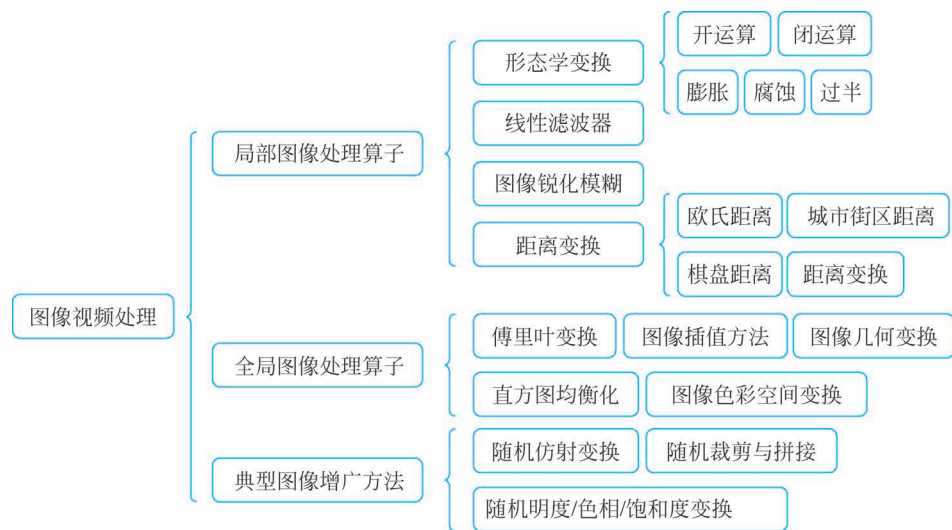 图像视频处理
局部图像处理算子
形态学变换
开运算 闭运算
膨胀 腐蚀 过半
线性滤波器
图像锐化模糊
距离变换
欧氏距离 城市街区距离
棋盘距离 距离变换
全局图像处理算子
傅里叶变换 图像插值方法 图像几何变换
直方图均衡化 图像色彩空间变换
典型图像增广方法
随机仿射变换 随机裁剪与拼接
随机明度/色相/饱和度变换